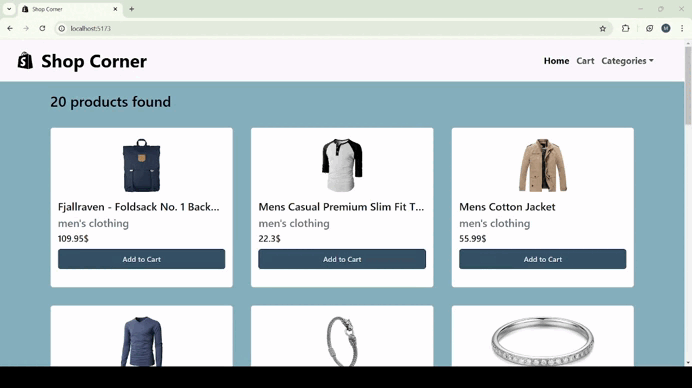 Shop Corner
localhost:5173
M
Shop Corner
Home Cart Categories
20 products found
Fjallraven - Foldsack No. 1 Back...
men's clothing
109.95$
Add to Cart
Mens Casual Premium Slim Fit T...
men's clothing
22.3$
Add to Cart
Mens Cotton Jacket
men's clothing
55.99$
Add to Cart